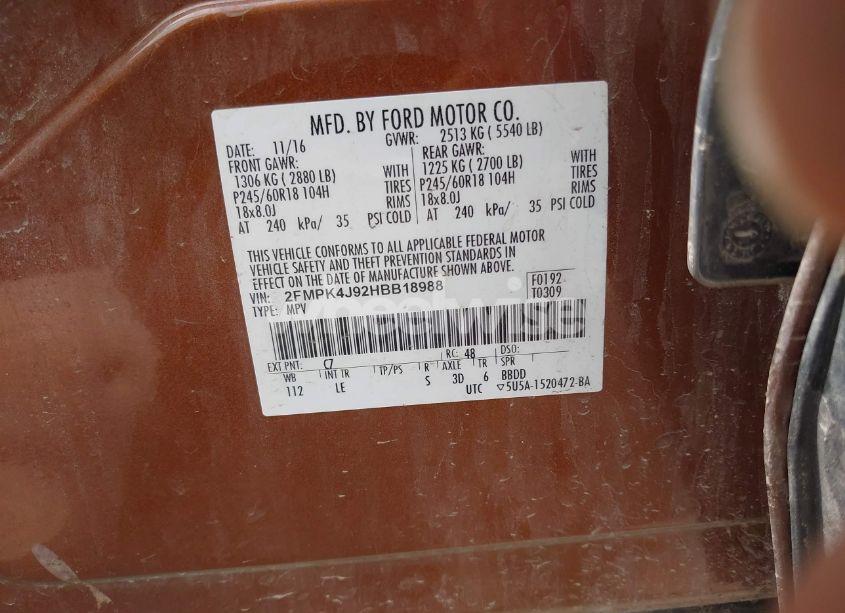 MFD. BY FORD MOTOR CO.
DATE: 11/16 GVWR: 2513 KG ( 5540 LB)
FRONT GAWR: REAR GAWR:
1306 KG ( 2880 LB) WITH 1225 KG ( 2700 LB) WITH
P245/60R18 104H TIRES P245/60R18 104H TIRES
18x8.0J RIMS 18x8.0J RIMS
AT 240 kPa/ 35 PSI COLD AT 240 kPa/ 35 PSI COLD
THIS VEHICLE CONFORMS TO ALL APPLICABLE FEDERAL MOTOR
VEHICLE SAFETY AND THEFT PREVENTION STANDARDS IN
EFFECT ON THE DATE OF MANUFACTURE SHOWN ABOVE.
VIN: 2FMPK4J92HBB18988 F0192
TYPE: MPV T0309
EXT PNT: C7 RC: 48 DSO:
WB INT TR TP/PS R AXLE TR SPR
112 LE S 3D 6 BBDD
UTC ▽5U5A-1520472-BA